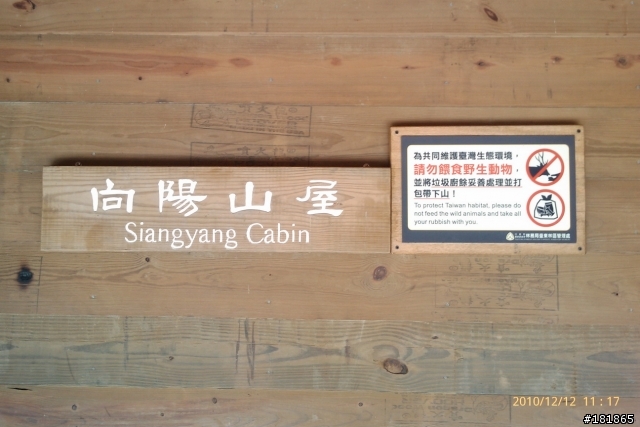 向陽山屋
Siangyang Cabin
為共同維護臺灣生態環境，
請勿餵食野生動物，
並將垃圾廚餘妥善處理並打
包帶下山！
To protect Taiwan habitat, please do
not feed the wild animals and take all
your rubbish with you.
2010/12/12 11:17
#181865